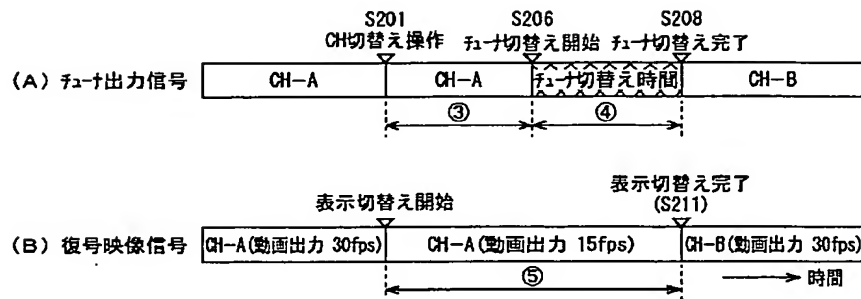 S201 S206 S208
CH切替え操作 ﾁｭｰﾅ切替え開始 ﾁｭｰﾅ切替え完了
(A) ﾁｭｰﾅ出力信号 CH-A CH-A ﾁｭｰﾅ切替え時間 CH-B
③ ④
表示切替え開始 表示切替え完了
(S211)
(B) 復号映像信号 CH-A(動画出力 30fps) CH-A(動画出力 15fps) CH-B(動画出力 30fps)
⑤ 時間